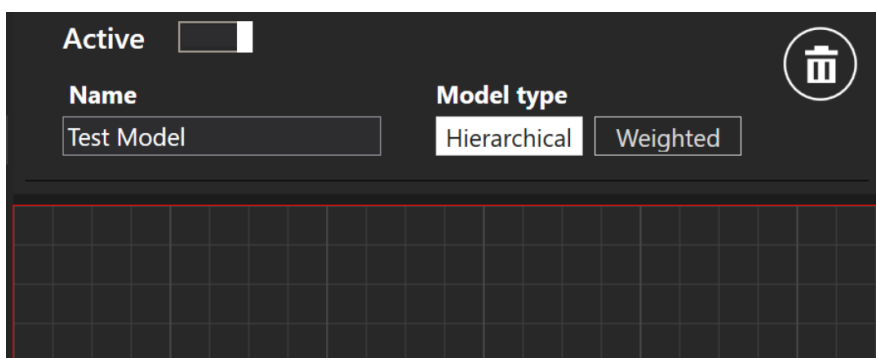 Active
Name
Model type
Test Model
Hierarchical
Weighted